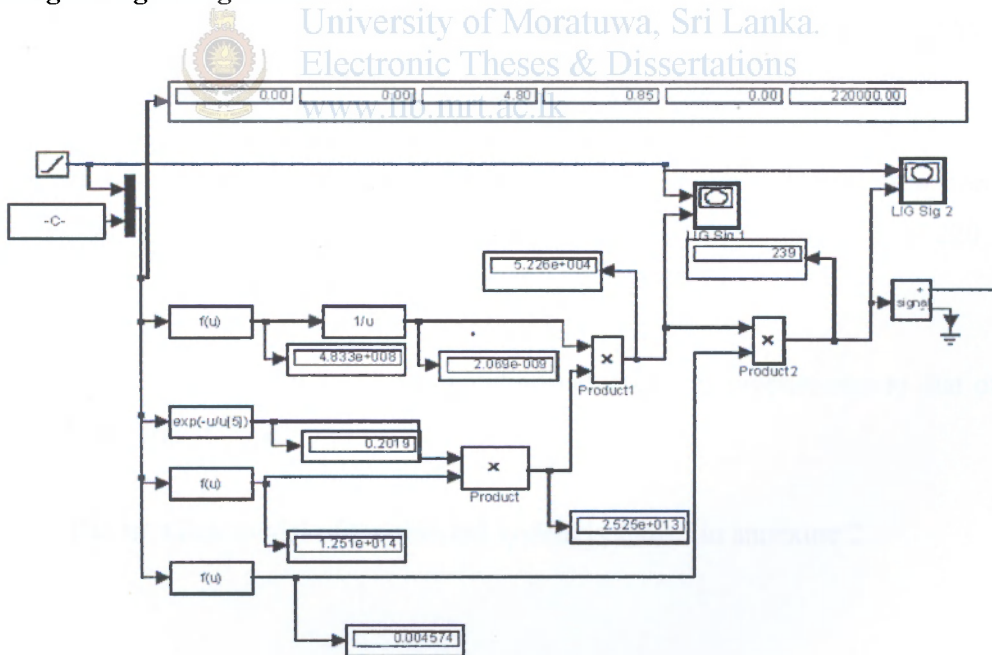 University of Moratuwa, Sri Lanka.
Electronic Theses & Dissertations
www.lib.mrt.ac.lk
0.00 0.00 4.80 0.85 0.00 220000.00
-C-
LIG Sig 2
LIG Sig 1
5.226e+004
239
signal
+
-
f(u)
1/u
×
Product1
×
Product2
4.833e+008
2.069e-009
exp(-u/u[5])
0.2019
×
Product
f(u)
2.525e+013
1.251e+014
f(u)
0.004574